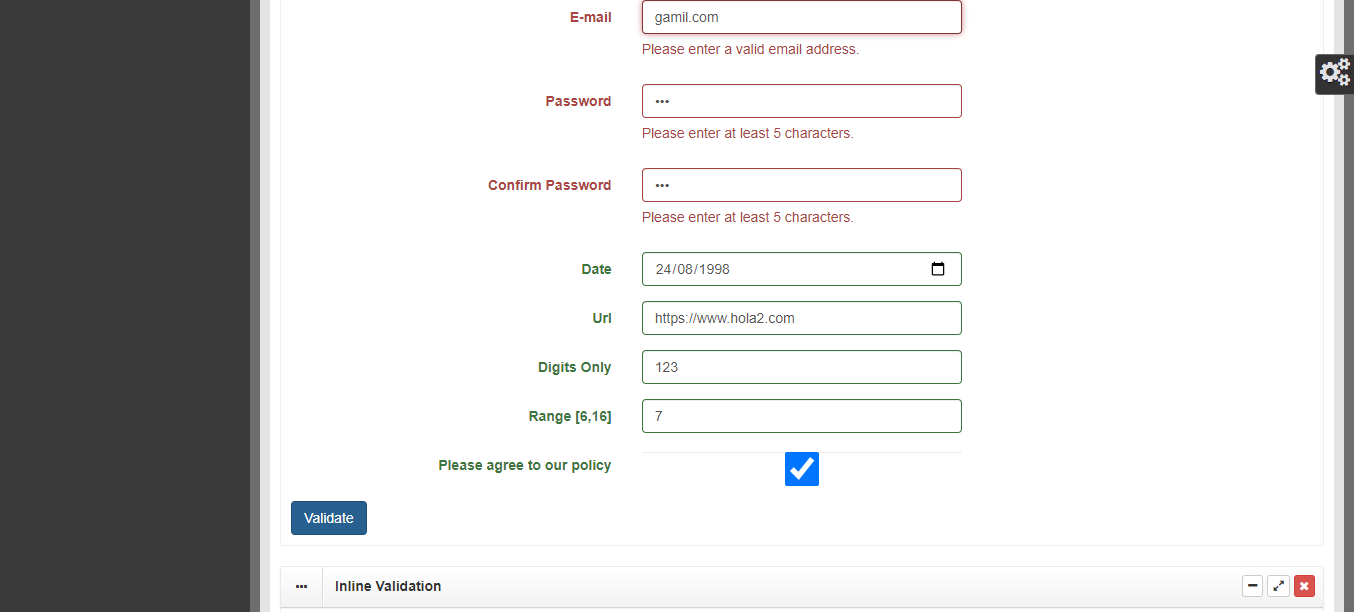 E-mail
gamil.com
Please enter a valid email address.
Password
•••
Please enter at least 5 characters.
Confirm Password
•••
Please enter at least 5 characters.
Date
24/08/1998
Url
https://www.hola2.com
Digits Only
123
Range [6,16]
7
Please agree to our policy
Validate
Inline Validation